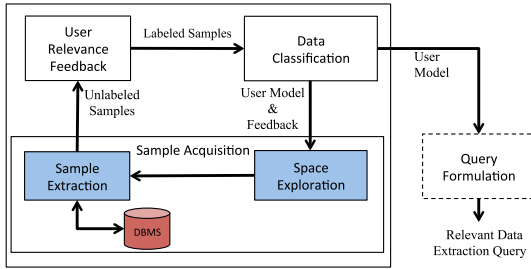 User
Relevance
Feedback
Labeled Samples
Data
Classification
User
Model
Unlabeled
Samples
User Model
&
Feedback
Sample Acquisition
Sample
Extraction
Space
Exploration
Query
Formulation
DBMS
Relevant Data
Extraction Query